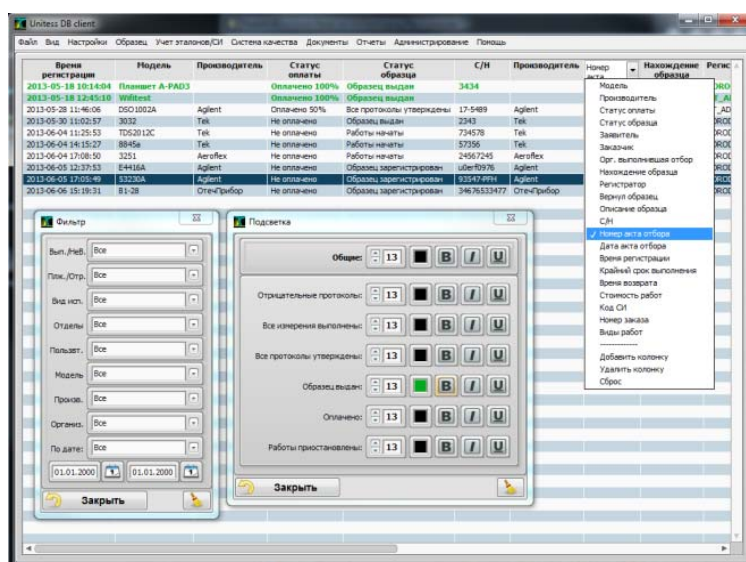 Unitess DB client
Файл Вид Настройки Образец Учет эталонов/СИ Система качества Документы Отчеты Администрирование Помощь
Время регистрации Модель Производитель Статус оплаты Статус образца С/Н Производитель Номер акта Нахождение образца
2013-05-18 10:14:04 Планшет A-PAD3 Оплачено 100% Образец выдан 3434
2013-05-18 12:45:10 Wilitest Оплачено 100% Образец выдан
2013-05-28 11:46:06 DSO1002A Agilent Оплачено 50% Все протоколы утверждены 17-5489 Agilent
2013-05-30 11:02:57 3032 Tek Не оплачено Образец выдан 2343 Tek
2013-06-04 11:25:53 TDS2012C Tek Не оплачено Работы начаты 734578 Tek
2013-06-04 14:15:27 8845a Tek Не оплачено Работы начаты 57356 Tek
2013-06-04 17:08:50 3251 Aeroflex Не оплачено Работы начаты 24567245 Aeroflex
2013-06-05 12:37:53 E4416A Agilent Не оплачено Образец зарегистрирован Agilent
2013-06-05 17:05:49 53230A Agilent Не оплачено Образец зарегистрирован Agilent
2013-06-06 15:19:31 В1-28 ОтечПрибор Не оплачено Образец зарегистрирован 34676533477 ОтечПрибор
Модель
Производитель
Статус оплаты
Статус образца
Заявитель
Заказчик
Орг. выполнившая отбор
Нахождение образца
Регистратор
Вернул образец
Описание образца
С/Н
✓ Номер акта отбора
Дата акта отбора
Время регистрации
Крайний срок выполнения
Время возврата
Стоимость работ
Код СИ
Номер заказа
Виды работ
--------------
Добавить колонку
Удалить колонку
Сброс
Фильтр
Вып./НеВ. Все
Плж./Отр. Все
Вид исп. Все
Отделы Все
Пользвт. Все
Модель Все
Произв. Все
Организ. Все
По дате: Все
01.01.2000 01.01.2000
Закрыть
Подсветка
Общие: 13 B I U
Отрицательные протоколы: 13 B I U
Все измерения выполнены: 13 B I U
Все протоколы утверждены: 13 B I U
Образец выдан: 13 B I U
Оплачено: 13 B I U
Работы приостановлены: 13 B I U
Закрыть